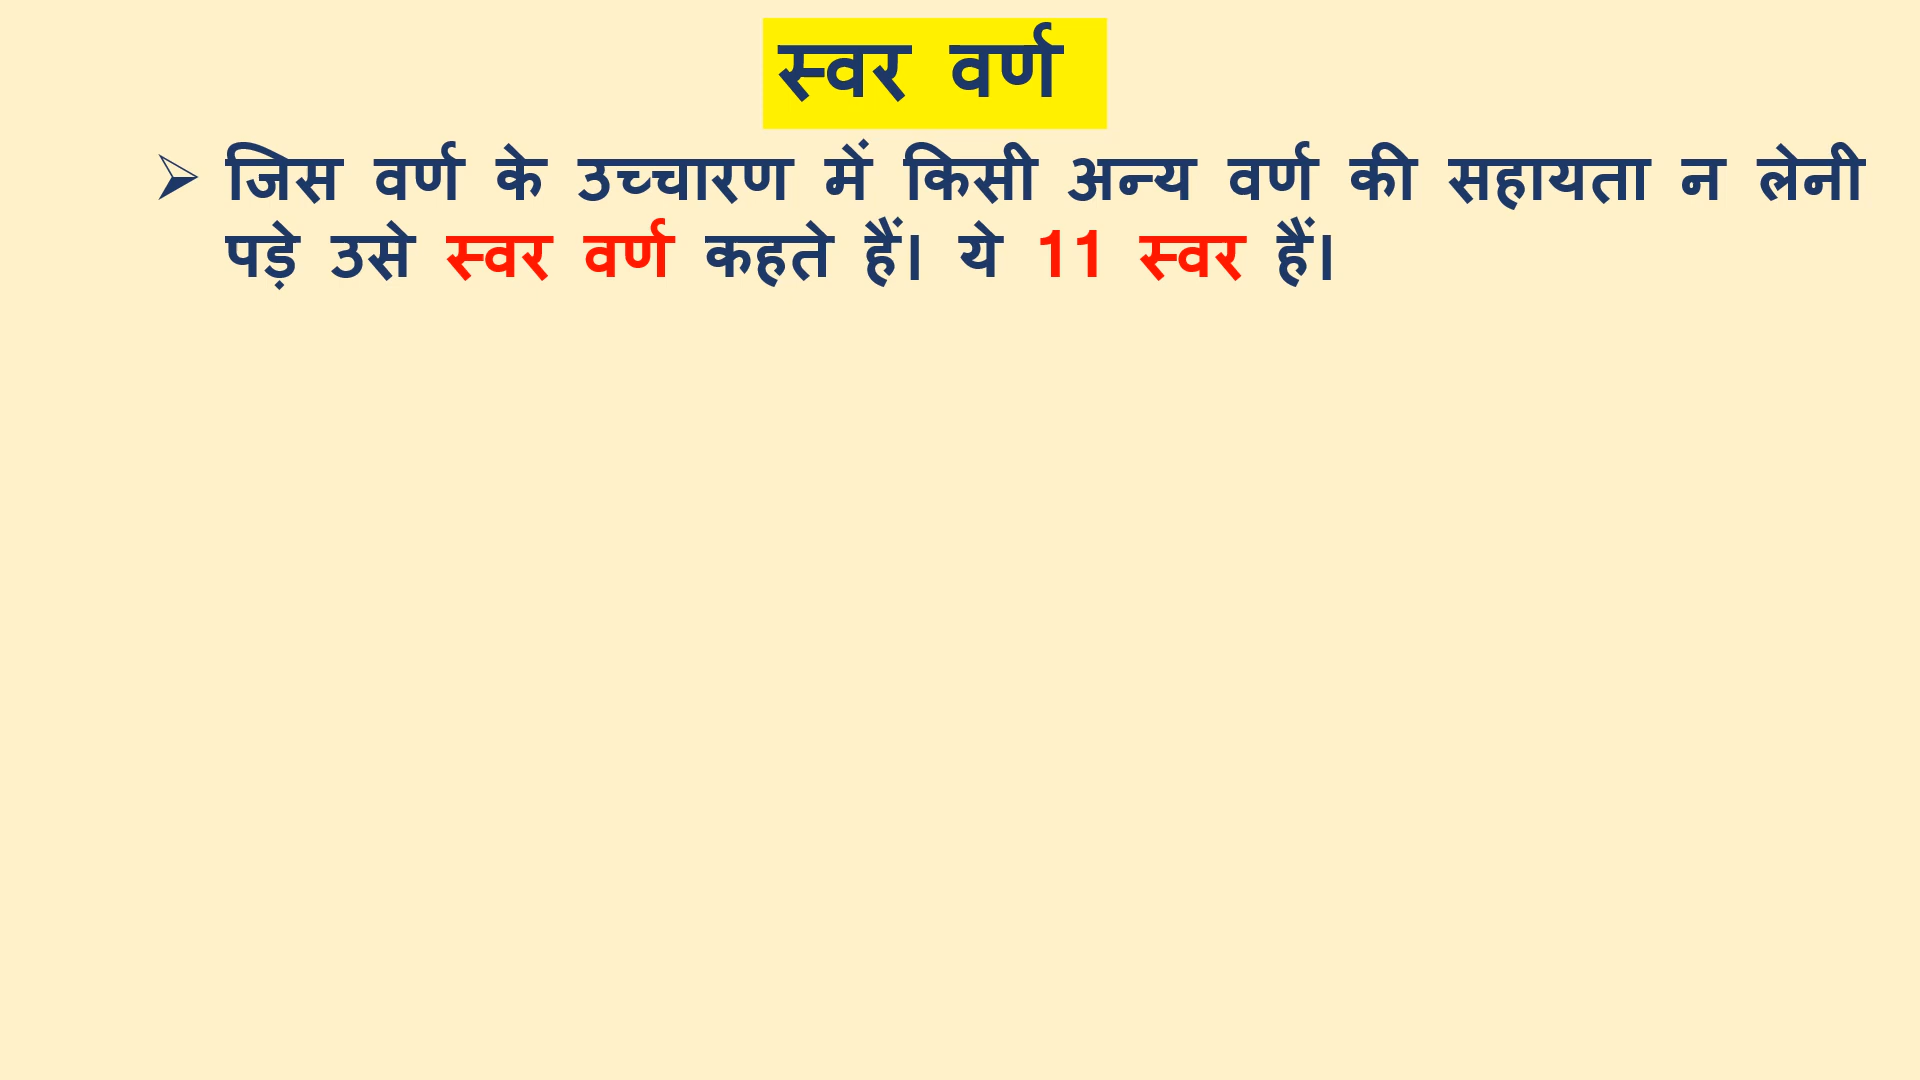 स्वर वर्ण
➢ जिस वर्ण के उच्चारण में किसी अन्य वर्ण की सहायता न लेनी
पड़े उसे स्वर वर्ण कहते हैं। ये 11 स्वर हैं।